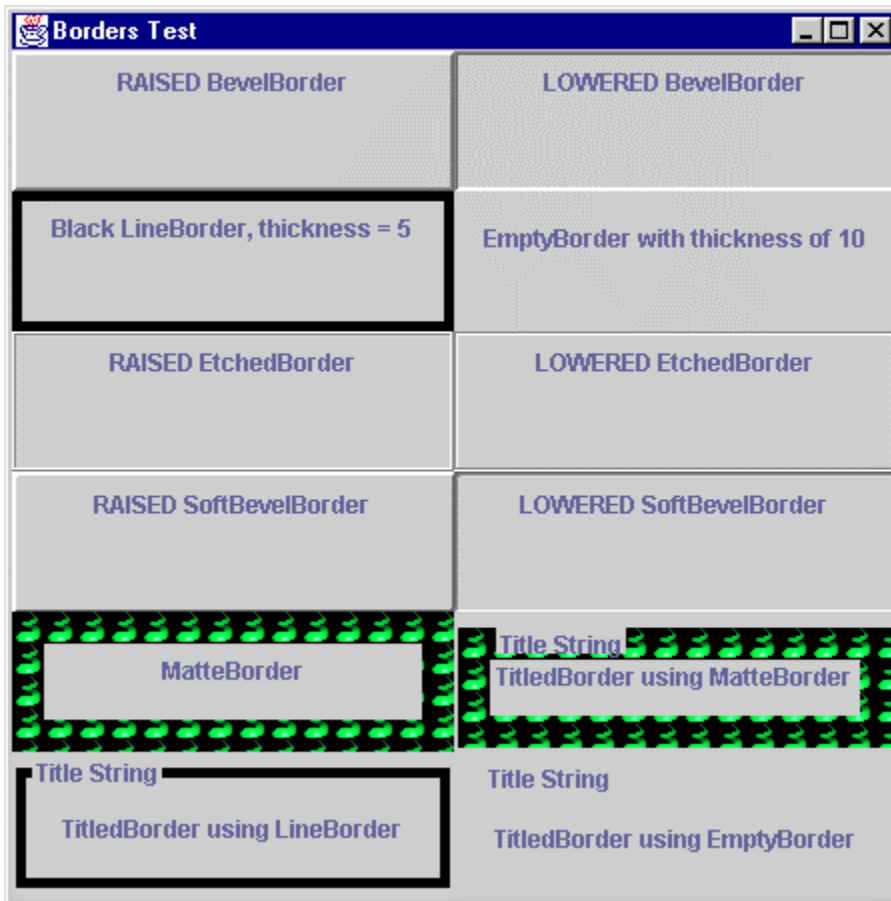 Borders Test
RAISED BevelBorder
LOWERED BevelBorder
Black LineBorder, thickness = 5
EmptyBorder with thickness of 10
RAISED EtchedBorder
LOWERED EtchedBorder
RAISED SoftBevelBorder
LOWERED SoftBevelBorder
MatteBorder
Title String
TitledBorder using MatteBorder
Title String
TitledBorder using LineBorder
Title String
TitledBorder using EmptyBorder